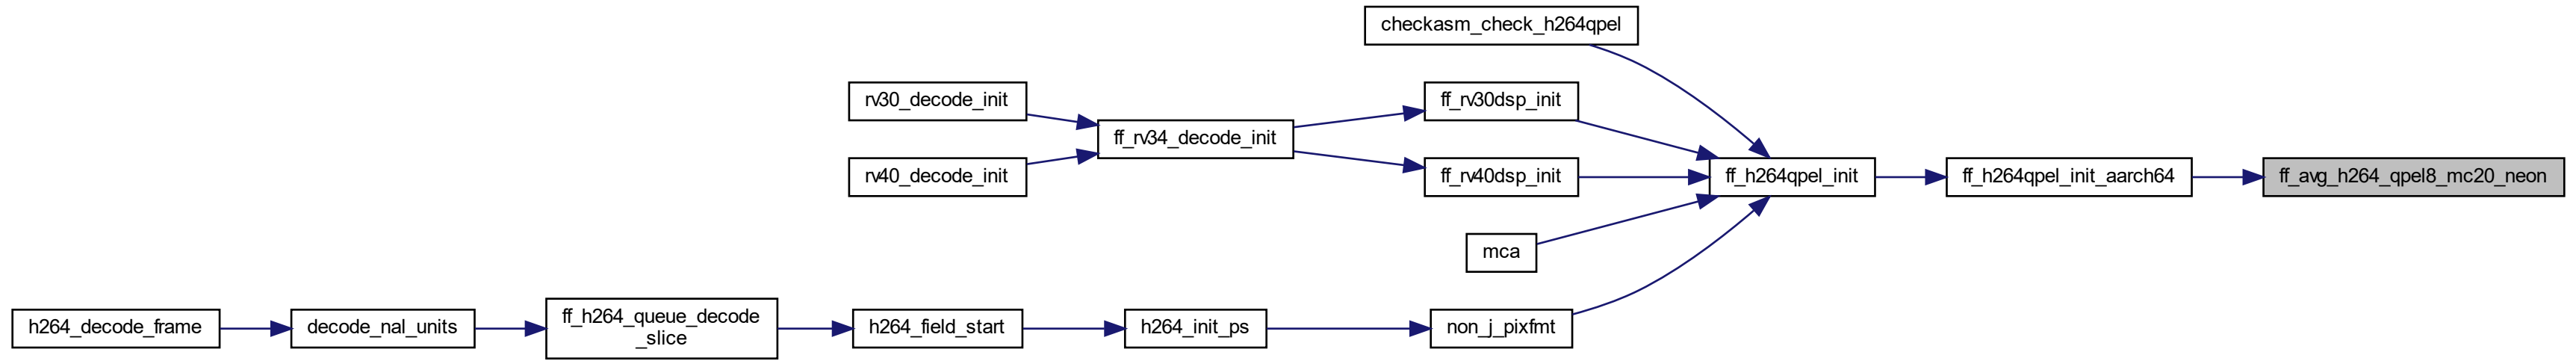 checkasm_check_h264qpel
rv30_decode_init
ff_rv30dsp_init
ff_rv34_decode_init
rv40_decode_init
ff_rv40dsp_init
ff_h264qpel_init
ff_h264qpel_init_aarch64
ff_avg_h264_qpel8_mc20_neon
mca
h264_decode_frame
decode_nal_units
ff_h264_queue_decode
_slice
h264_field_start
h264_init_ps
non_j_pixfmt